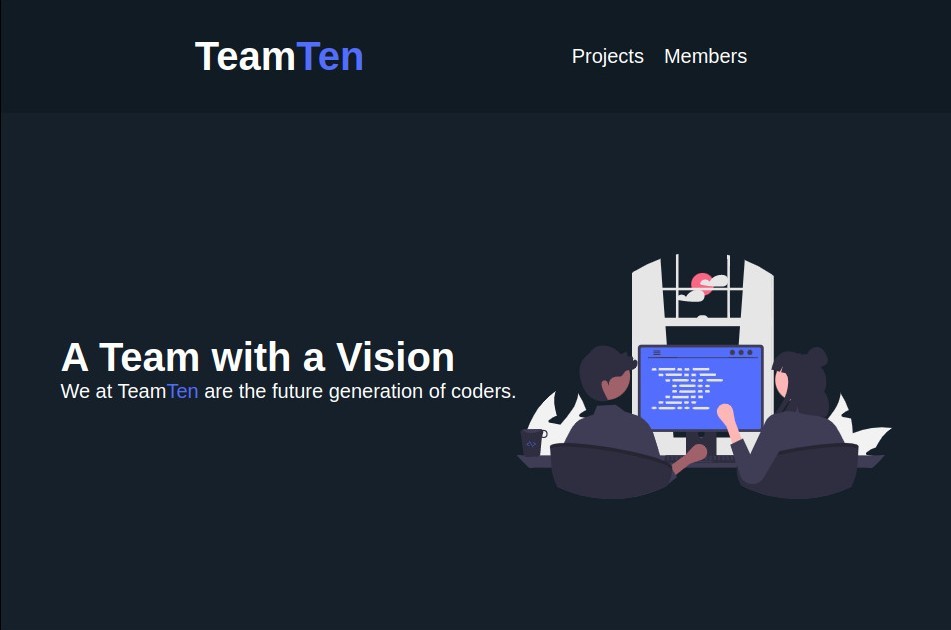 TeamTen
Projects Members
A Team with a Vision
We at TeamTen are the future generation of coders.